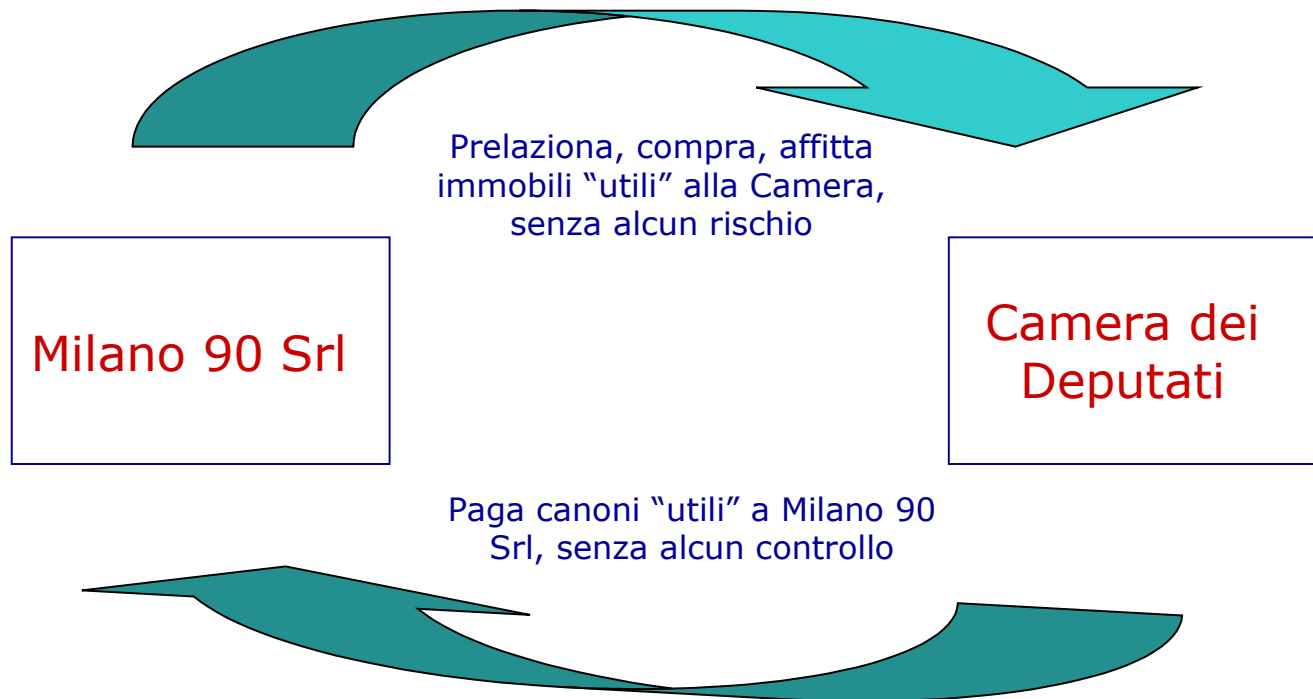 Prelaziona, compra, affitta
immobili “utili” alla Camera,
senza alcun rischio
Milano 90 Srl
Camera dei
Deputati
Paga canoni “utili” a Milano 90
Srl, senza alcun controllo